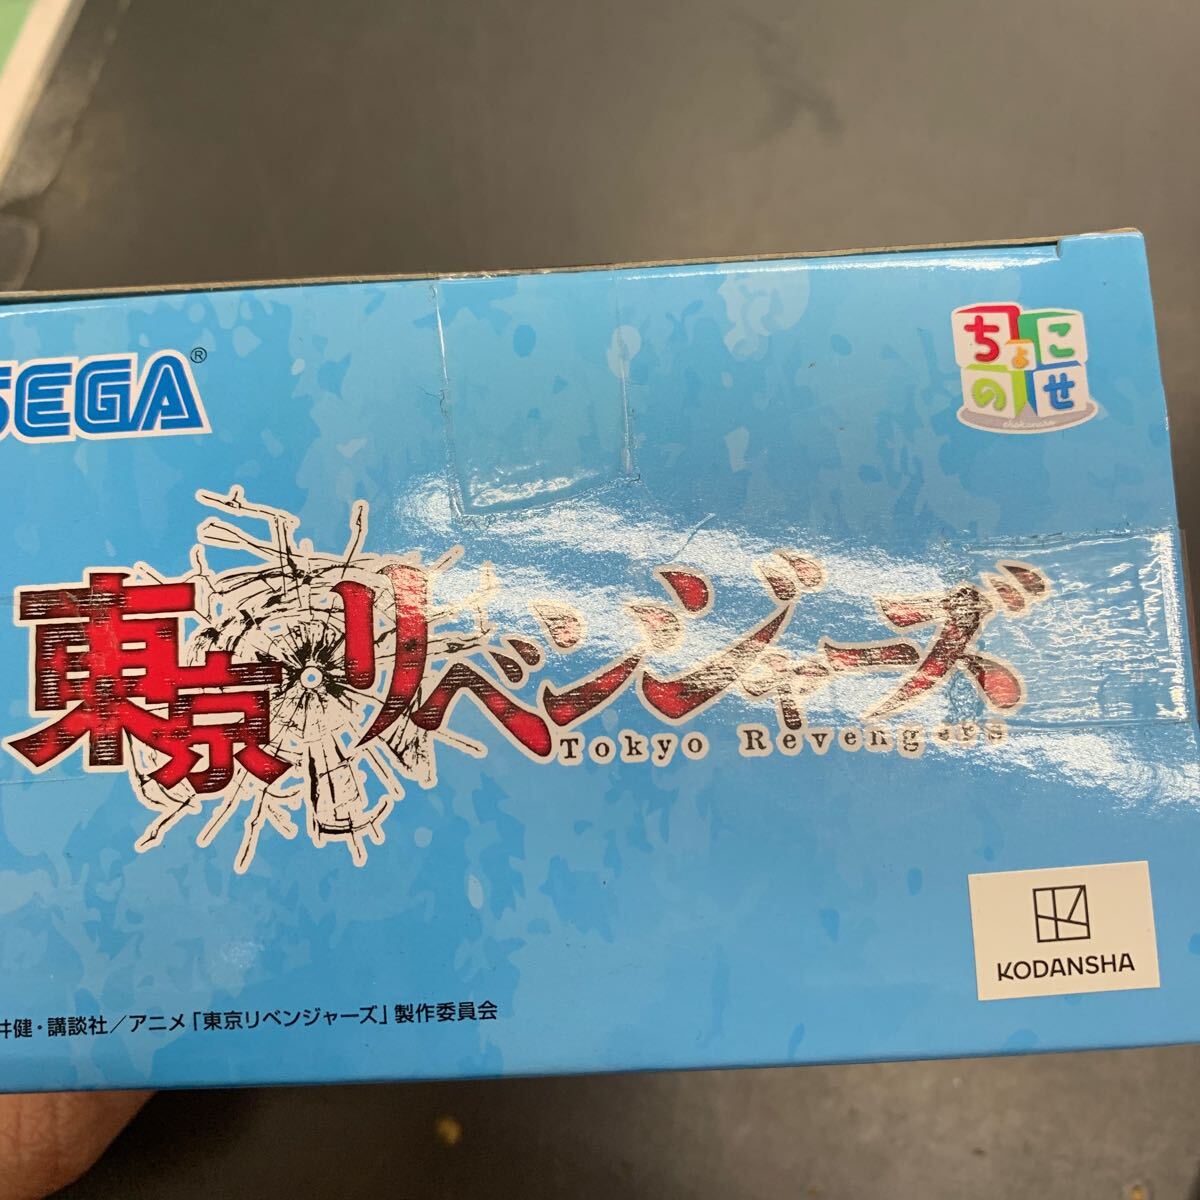 SEGA®
ちょこ
のせ
chokonose
東京リベンジャーズ
Tokyo Revengers
KODANSHA
井健・講談社／アニメ「東京リベンジャーズ」製作委員会